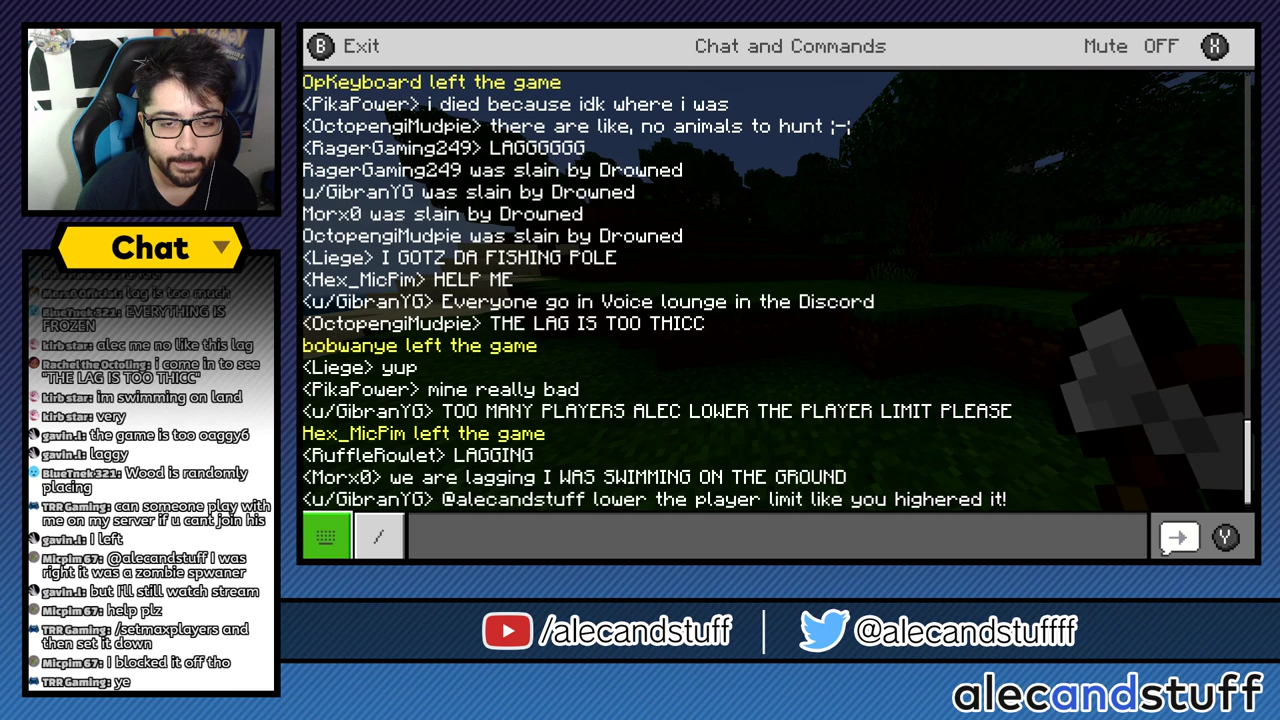 B Exit
Chat and Commands
Mute OFF X
OpKeyboard left the game
<PikaPower> i died because idk where i was
<OctopengiMudpie> there are like, no animals to hunt ;-;
<RagerGaming249> LAGGGGGG
RagerGaming249 was slain by Drowned
u/GibranYG was slain by Drowned
Morx0 was slain by Drowned
OctopengiMudpie was slain by Drowned
<Liege> I GOTZ DA FISHING POLE
<Hex_MicPim> HELP ME
<u/GibranYG> Everyone go in Voice lounge in the Discord
<OctopengiMudpie> THE LAG IS TOO THICC
bobwanye left the game
<Liege> yup
<PikaPower> mine really bad
<u/GibranYG> TOO MANY PLAYERS ALEC LOWER THE PLAYER LIMIT PLEASE
Hex_MicPim left the game
<RuffleRowlet> LAGGING
<Morx0> we are lagging I WAS SWIMMING ON THE GROUND
<u/GibranYG> @alecandstuff lower the player limit like you highered it!
/
Y
Chat
lag is too much
BlueTnek321: EVERYTHING IS
FROZEN
kirb star: alec me no like this lag
Rachel the Octoling: i come in to see
"THE LAG IS TOO THICC"
kirb star: im swimming on land
kirb star: very
gavin.i: the game is too oaggy6
gavin.i: laggy
BlueTnek321: Wood is randomly
placing
TRR Gaming: can someone play with
me on my server if u cant join his
gavin.i: I left
Micpim 67: @alecandstuff I was
right it was a zombie spwaner
gavin.i: but I'll still watch stream
Micpim 67: help plz
TRR Gaming: /setmaxplayers and
then set it down
Micpim 67: I blocked it off tho
TRR Gaming: ye
/alecandstuff
@alecandstufff
alecandstuff